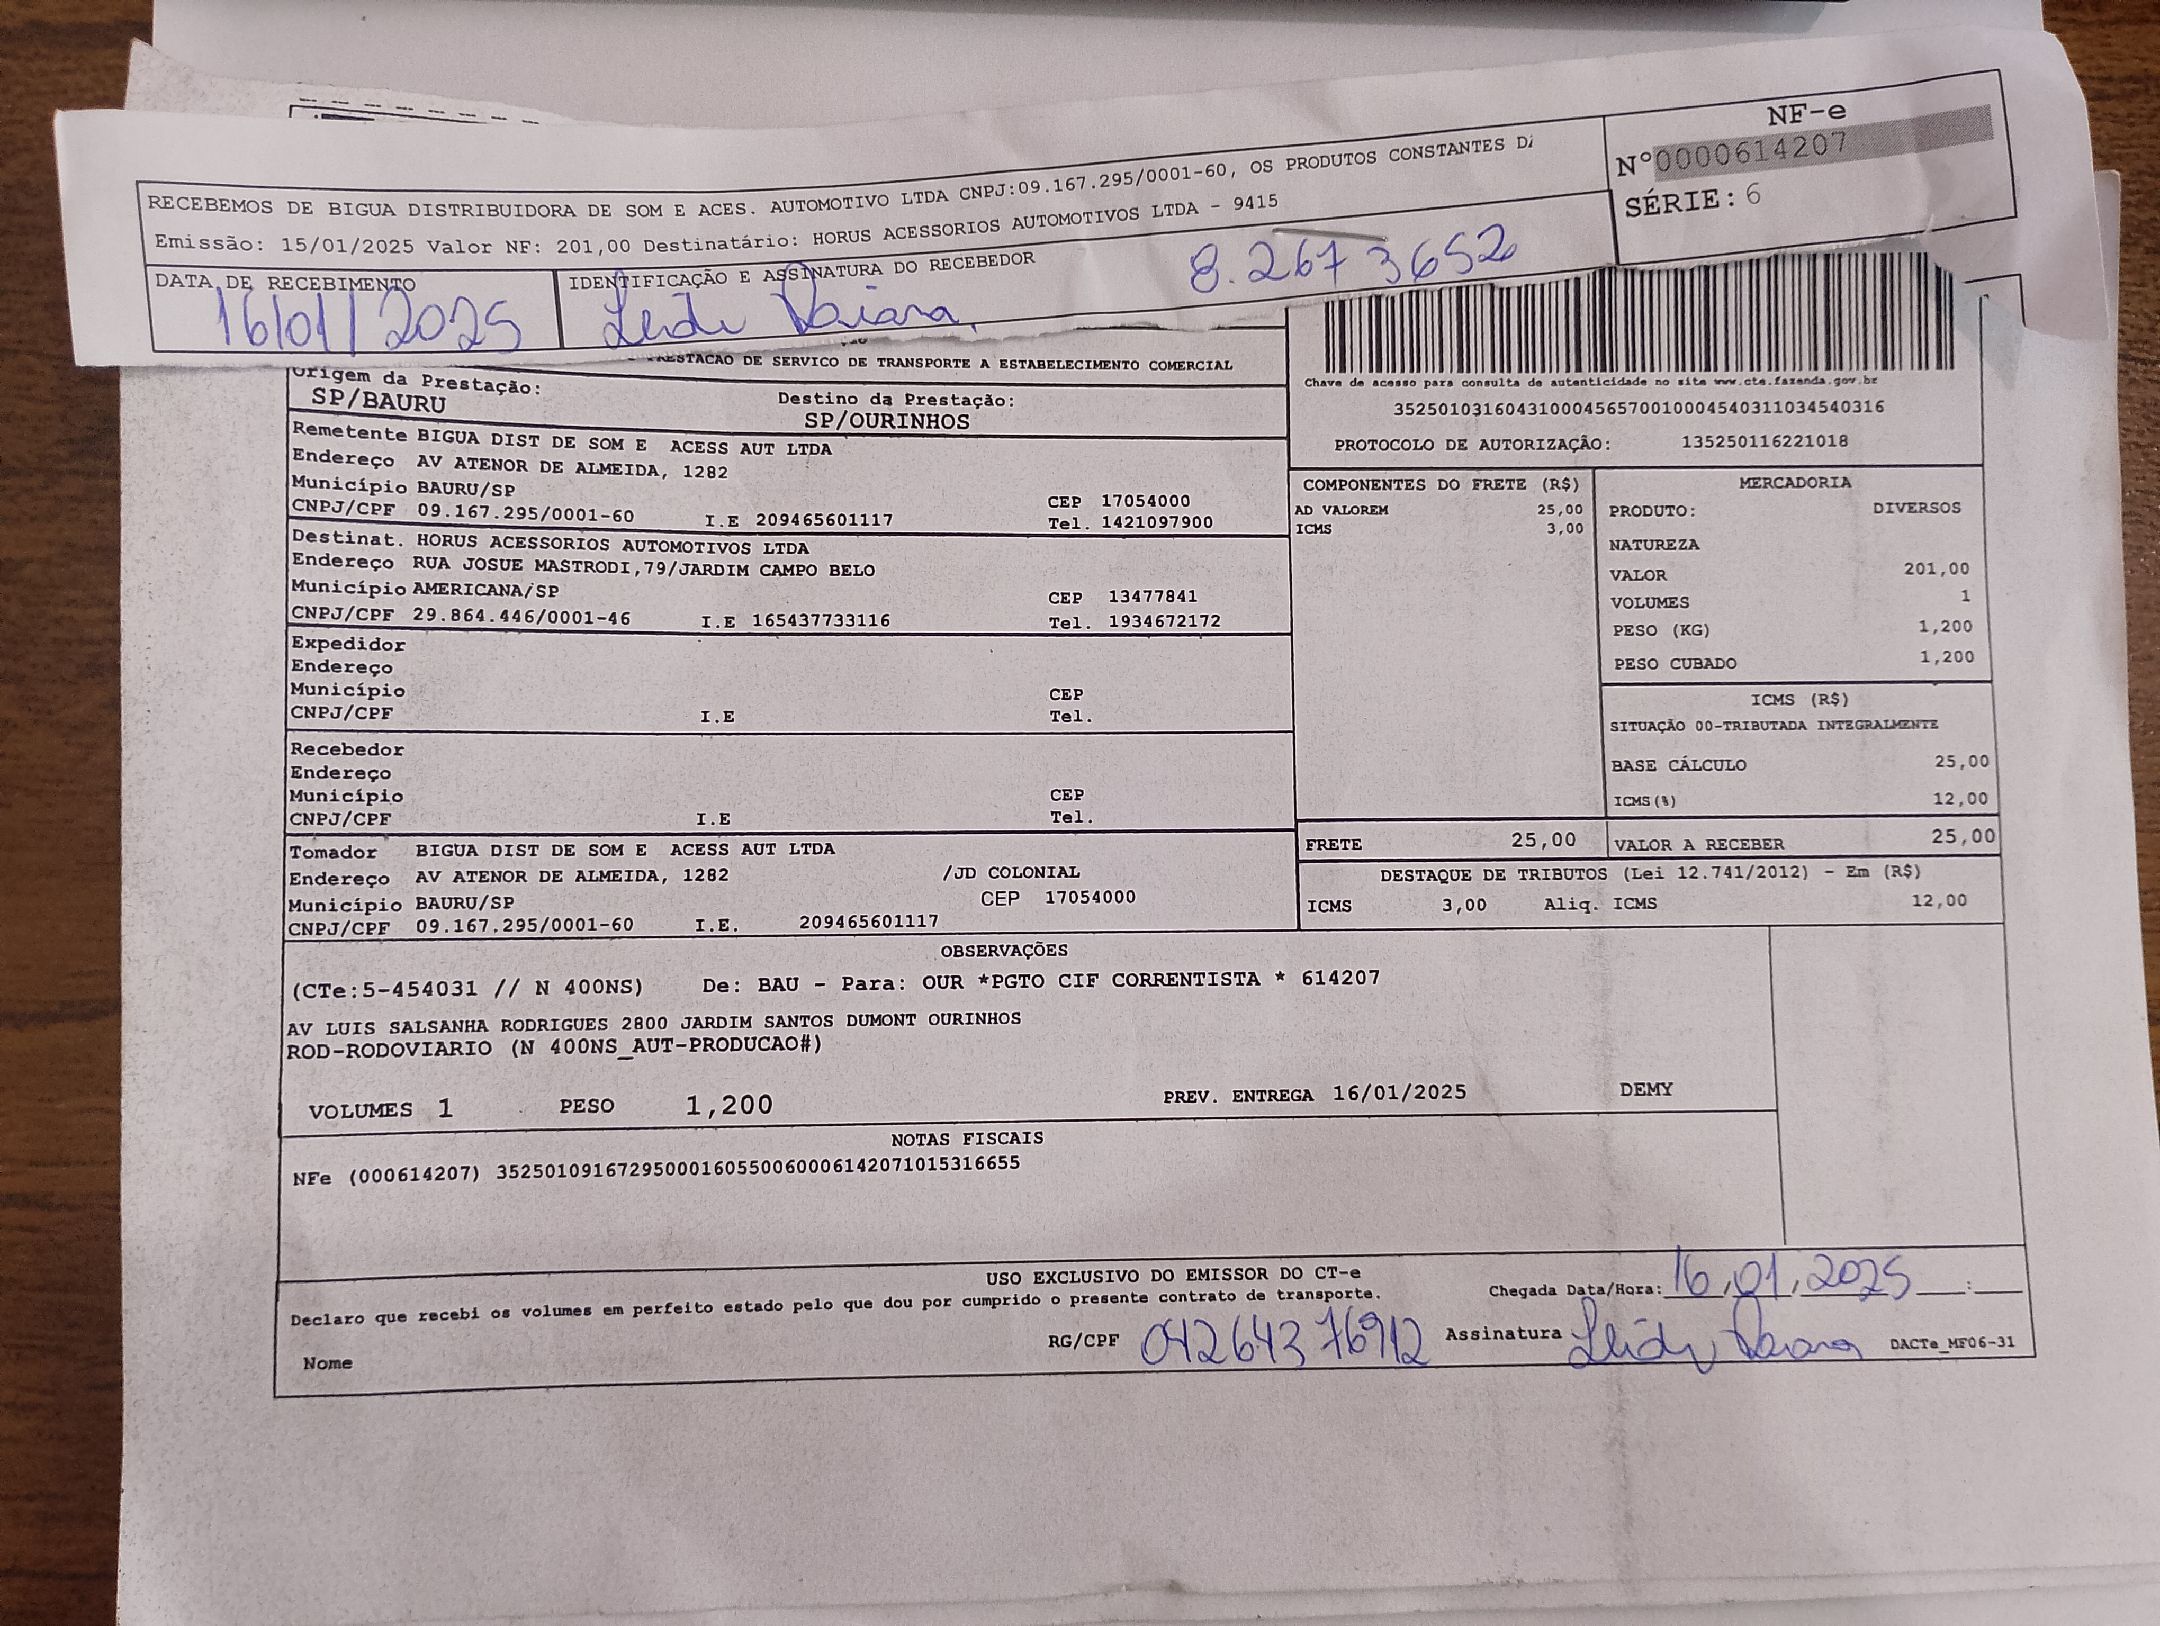 RECEBEMOS DE BIGUA DISTRIBUIDORA DE SOM E ACES. AUTOMOTIVO LTDA CNPJ:09.167.295/0001-60, OS PRODUTOS CONSTANTES
Emissão: 15/01/2025 Valor NF: 201,00 Destinatário: HORUS ACESSORIOS AUTOMOTIVOS LTDA - 9415
NF-e
Nº0000614207
SÉRIE: 6
DATA DE RECEBIMENTO
16/01/2025
IDENTIFICAÇÃO E ASSINATURA DO RECEBEDOR
8.267 3652
Leide Daiana
DE SERVICO DE TRANSPORTE A ESTABELECIMENTO COMERCIAL
Origem da Prestação:
SP/BAURU
Destino da Prestação:
SP/OURINHOS
Chave de acesso para consulta de autenticidade no site www.cte.fazenda.gov.br
35250103160431000456570010004540311034540316
PROTOCOLO DE AUTORIZAÇÃO: 135250116221018
Remetente BIGUA DIST DE SOM E ACESS AUT LTDA
Endereço AV ATENOR DE ALMEIDA, 1282
Município BAURU/SP CEP 17054000
CNPJ/CPF 09.167.295/0001-60 I.E 209465601117 Tel. 1421097900
Destinat. HORUS ACESSORIOS AUTOMOTIVOS LTDA
Endereço RUA JOSUE MASTRODI,79/JARDIM CAMPO BELO
Município AMERICANA/SP CEP 13477841
CNPJ/CPF 29.864.446/0001-46 I.E 165437733116 Tel. 1934672172
Expedidor
Endereço
Município CEP
CNPJ/CPF I.E Tel.
Recebedor
Endereço
Município CEP
CNPJ/CPF I.E Tel.
Tomador BIGUA DIST DE SOM E ACESS AUT LTDA
Endereço AV ATENOR DE ALMEIDA, 1282 /JD COLONIAL
Município BAURU/SP CEP 17054000
CNPJ/CPF 09.167.295/0001-60 I.E. 209465601117
COMPONENTES DO FRETE (R$)
AD VALOREM 25,00
ICMS 3,00
MERCADORIA
PRODUTO: DIVERSOS
NATUREZA
VALOR 201,00
VOLUMES 1
PESO (KG) 1,200
PESO CUBADO 1,200
ICMS (R$)
SITUAÇÃO 00-TRIBUTADA INTEGRALMENTE
BASE CÁLCULO 25,00
ICMS(%) 12,00
FRETE 25,00 VALOR A RECEBER 25,00
DESTAQUE DE TRIBUTOS (Lei 12.741/2012) - Em (R$)
ICMS 3,00 Aliq. ICMS 12,00
OBSERVAÇÕES
(CTe:5-454031 // N 400NS) De: BAU - Para: OUR *PGTO CIF CORRENTISTA * 614207
AV LUIS SALSANHA RODRIGUES 2800 JARDIM SANTOS DUMONT OURINHOS
ROD-RODOVIARIO (N 400NS_AUT-PRODUCAO#)
VOLUMES 1 PESO 1,200 PREV. ENTREGA 16/01/2025 DEMY
NOTAS FISCAIS
NFe (000614207) 35250109167295000160550060006142071015316655
USO EXCLUSIVO DO EMISSOR DO CT-e
Declaro que recebi os volumes em perfeito estado pelo que dou por cumprido o presente contrato de transporte.
Chegada Data/Hora: 16,01,2025 :
Nome RG/CPF 04264376912 Assinatura Leide Daiana DACTe_MF06-31